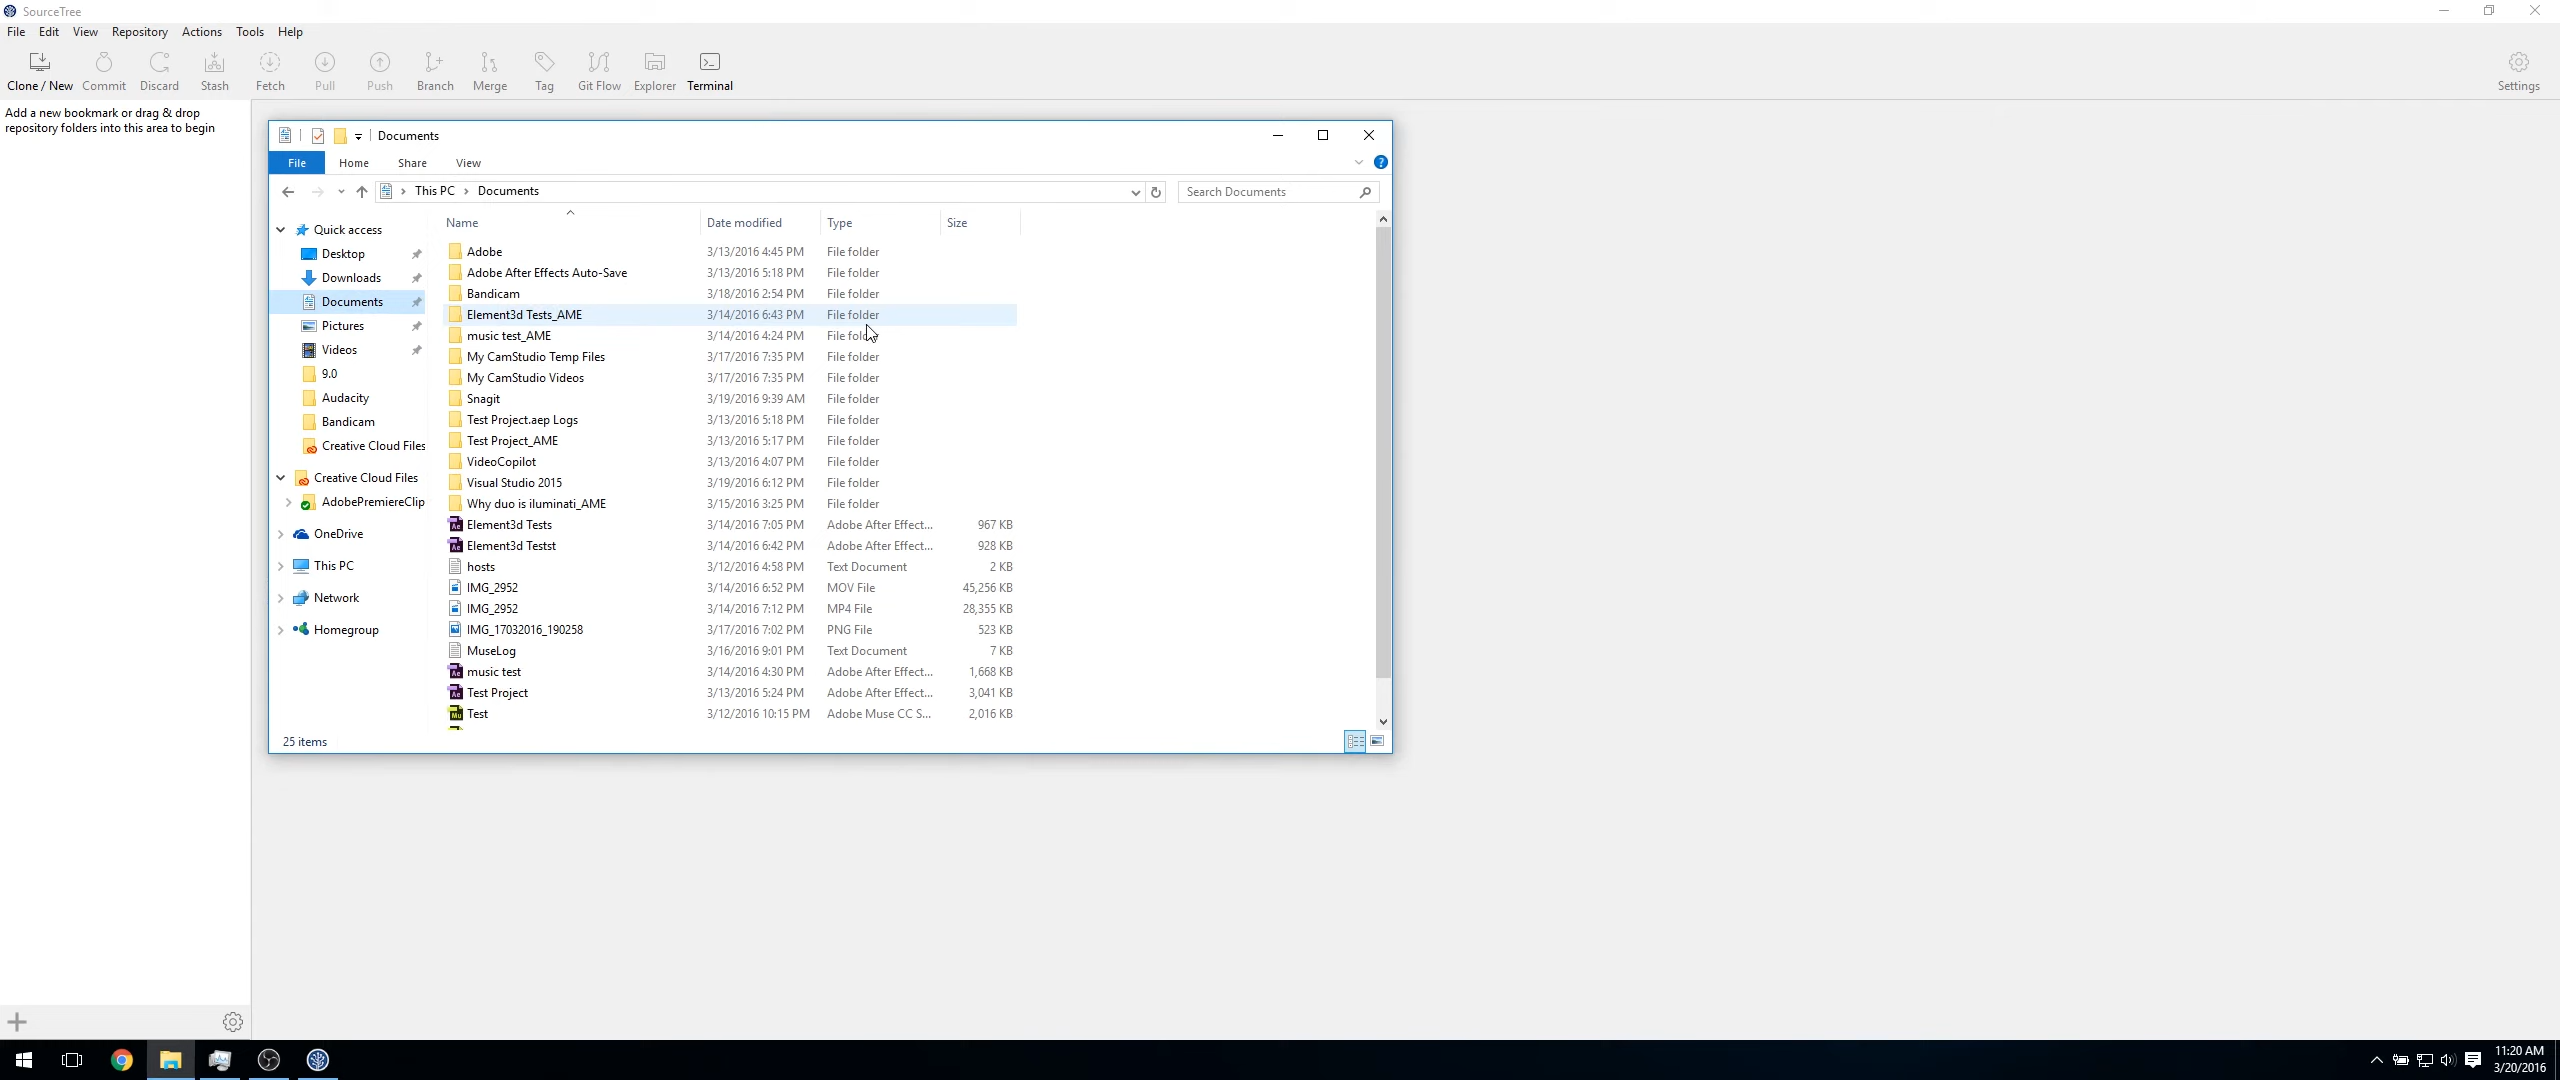 SourceTree
File Edit View Repository Actions Tools Help
Clone / New Commit Discard Stash Fetch Pull Push Branch Merge Tag Git Flow Explorer Terminal Settings
Add a new bookmark or drag & drop
repository folders into this area to begin
Documents
File Home Share View
This PC Documents Search Documents
Name Date modified Type Size
Quick access
Desktop
Downloads
Documents
Pictures
Videos
9.0
Audacity
Bandicam
Creative Cloud Files
Creative Cloud Files
AdobePremiereClip
OneDrive
This PC
Network
Homegroup
Adobe 3/13/2016 4:45 PM File folder
Adobe After Effects Auto-Save 3/13/2016 5:18 PM File folder
Bandicam 3/18/2016 2:54 PM File folder
Element3d Tests_AME 3/14/2016 6:43 PM File folder
music test_AME 3/14/2016 4:24 PM File folder
My CamStudio Temp Files 3/17/2016 7:35 PM File folder
My CamStudio Videos 3/17/2016 7:35 PM File folder
Snagit 3/19/2016 9:39 AM File folder
Test Project.aep Logs 3/13/2016 5:18 PM File folder
Test Project_AME 3/13/2016 5:17 PM File folder
VideoCopilot 3/13/2016 4:07 PM File folder
Visual Studio 2015 3/19/2016 6:12 PM File folder
Why duo is iluminati_AME 3/15/2016 3:25 PM File folder
Element3d Tests 3/14/2016 7:05 PM Adobe After Effect... 967 KB
Element3d Testst 3/14/2016 6:42 PM Adobe After Effect... 928 KB
hosts 3/12/2016 4:58 PM Text Document 2 KB
IMG_2952 3/14/2016 6:52 PM MOV File 45,256 KB
IMG_2952 3/14/2016 7:12 PM MP4 File 28,355 KB
IMG_17032016_190258 3/17/2016 7:02 PM PNG File 523 KB
MuseLog 3/16/2016 9:01 PM Text Document 7 KB
music test 3/14/2016 4:30 PM Adobe After Effect... 1,668 KB
Test Project 3/13/2016 5:24 PM Adobe After Effect... 3,041 KB
Test 3/12/2016 10:15 PM Adobe Muse CC S... 2,016 KB
25 items
11:20 AM
3/20/2016